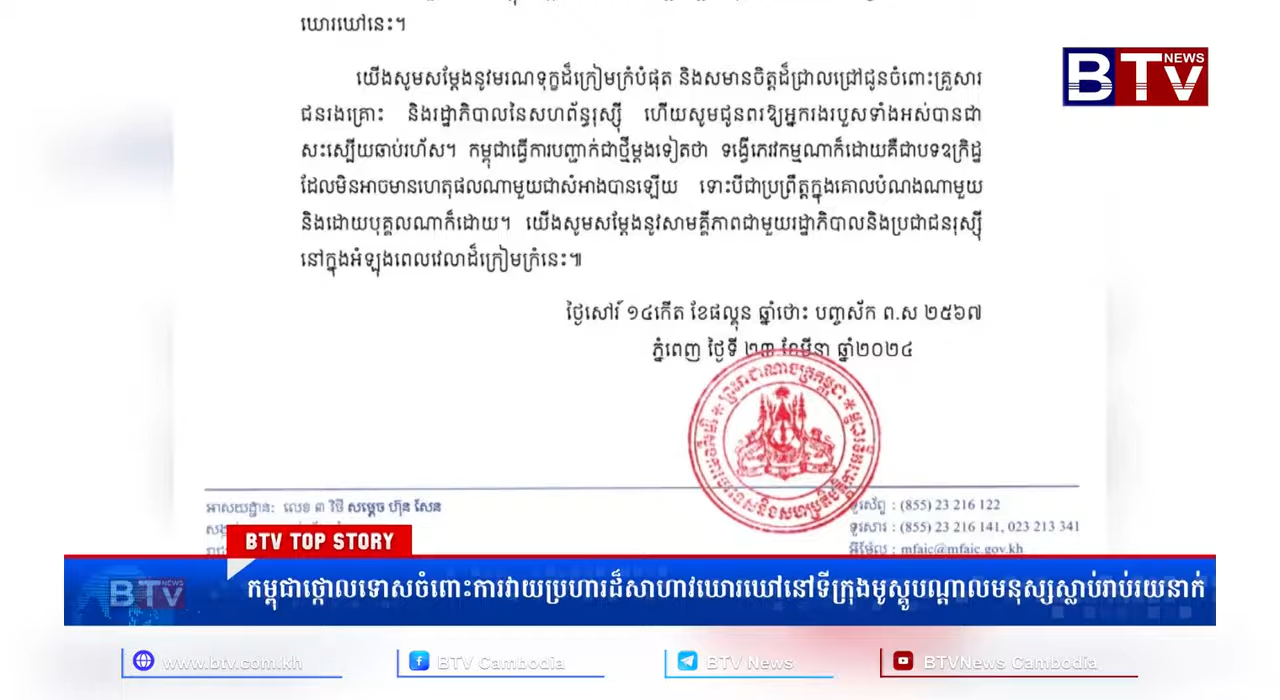 ឃោរឃៅនេះ។
យើងសូមសម្តែងនូវមរណទុក្ខដ៏ក្រៀមក្រំបំផុត និងសមានចិត្តដ៏ជ្រាលជ្រៅជូនចំពោះគ្រួសារ
ជនរងគ្រោះ និងរដ្ឋាភិបាលនៃសហព័ន្ធរុស្ស៊ី ហើយសូមជូនពរឱ្យអ្នករងរបួសទាំងអស់បានជា
សះស្បើយឆាប់រហ័ស។ កម្ពុជាធ្វើការបញ្ជាក់ជាថ្មីម្តងទៀតថា ទង្វើភេរវកម្មណាក៏ដោយគឺជាបទឧក្រិដ្ឋ
ដែលមិនអាចមានហេតុផលណាមួយជាសំអាងបានឡើយ ទោះបីជាប្រព្រឹត្តក្នុងគោលបំណងណាមួយ
និងដោយបុគ្គលណាក៏ដោយ។ យើងសូមសម្តែងនូវសាមគ្គីភាពជាមួយរដ្ឋាភិបាលនិងប្រជាជនរុស្ស៊ី
នៅក្នុងអំឡុងពេលវេលាដ៏ក្រៀមក្រំនេះ៕
ថ្ងៃសៅរ៍ ១៤កើត ខែផល្គុន ឆ្នាំថោះ បញ្ចស័ក ព.ស ២៥៦៧
ភ្នំពេញ ថ្ងៃទី ២៣ ខែមីនា ឆ្នាំ២០២៤
BTV NEWS
អាសយដ្ឋាន: លេខ ៣ វិថី សម្តេច ហ៊ុន សែន
ទូរស័ព្ទ : (855) 23 216 122
ទូរសារ : (855) 23 216 141, 023 213 341
អ៊ីម៉ែល : mfaic@mfaic.gov.kh
BTV TOP STORY
BTV NEWS
កម្ពុជាថ្កោលទោសចំពោះការវាយប្រហារដ៏សាហាវឃោរឃៅនៅទីក្រុងមូស្គូបណ្តាលមនុស្សស្លាប់រាប់រយនាក់
www.btv.com.kh
BTV Cambodia
BTV News
BTVNews Cambodia